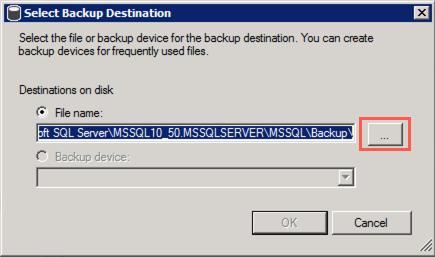 Select Backup Destination
Select the file or backup device for the backup destination. You can create
backup devices for frequently used files.
Destinations on disk
File name:
oft SQL Server\MSSQL10_50.MSSQLSERVER\MSSQL\Backup\
...
Backup device:
OK
Cancel